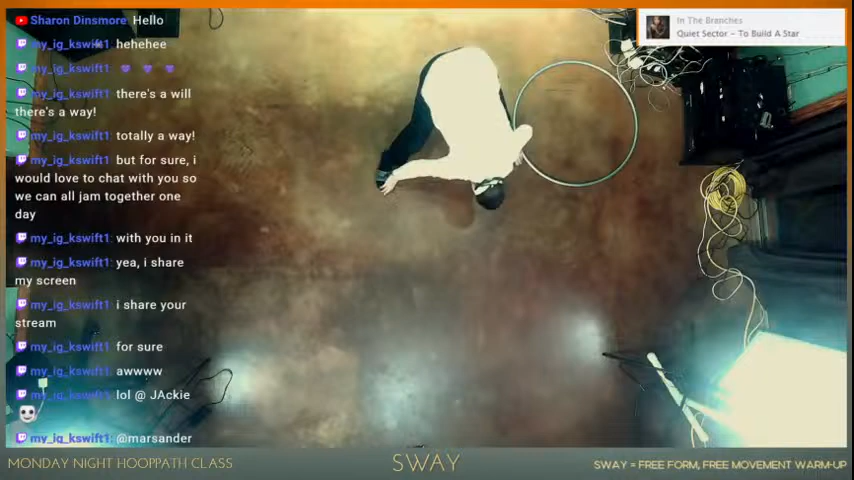 Sharon Dinsmore Hello
my_ig_kswift1: hehehee
my_ig_kswift1:
my_ig_kswift1: there's a will
there's a way!
my_ig_kswift1: totally a way!
my_ig_kswift1: but for sure, i
would love to chat with you so
we can all jam together one
day
my_ig_kswift1: with you in it
my_ig_kswift1: yea, i share
my screen
my_ig_kswift1: i share your
stream
my_ig_kswift1: for sure
my_ig_kswift1: awwww
my_ig_kswift1: lol @ JAckie
my_ig_kswift1: @marsander
In The Branches
Quiet Sector – To Build A Star
MONDAY NIGHT HOOPPATH CLASS
SWAY
SWAY = FREE FORM, FREE MOVEMENT WARM-UP